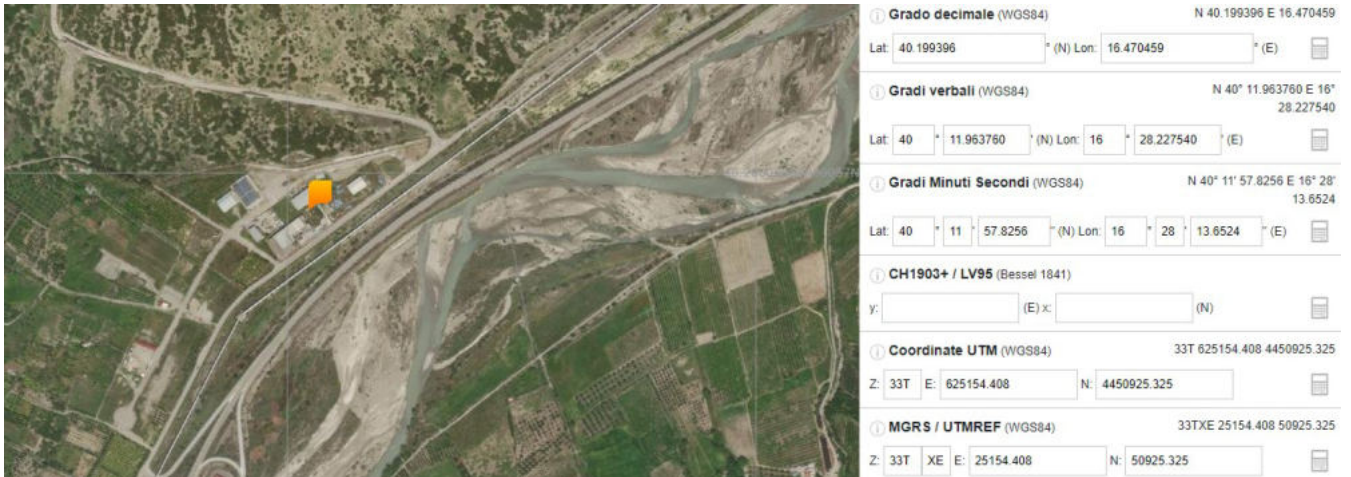 Grado decimale (WGS84) N 40.199396 E 16.470459
Lat: 40.199396 ° (N) Lon: 16.470459 ° (E)
Gradi verbali (WGS84) N 40° 11.963760 E 16°
28.227540
Lat: 40 ° 11.963760 ' (N) Lon: 16 ° 28.227540 ' (E)
Gradi Minuti Secondi (WGS84) N 40° 11' 57.8256" E 16° 28'
13.6524
Lat: 40 ° 11 ' 57.8256 " (N) Lon: 16 ° 28 ' 13.6524 " (E)
CH1903+ / LV95 (Bessel 1841)
y: (E) x: (N)
Coordinate UTM (WGS84) 33T 625154.408 4450925.325
Z: 33T E: 625154.408 N: 4450925.325
MGRS / UTMREF (WGS84) 33TXE 25154.408 50925.325
Z: 33T XE E: 25154.408 N: 50925.325